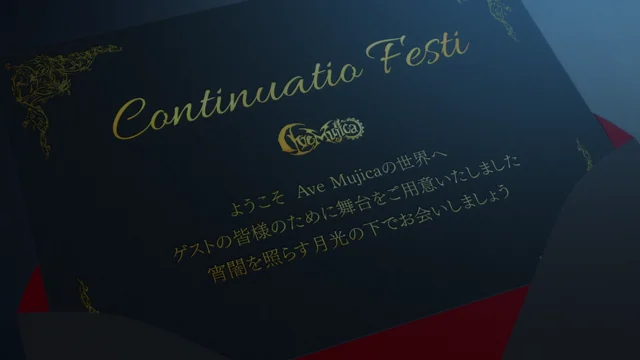 Continuatio Festi
Ave Mujica
ようこそ Ave Mujicaの世界へ
ゲストの皆様のために舞台をご用意いたしました
宵闇を照らす月光の下でお会いしましょう